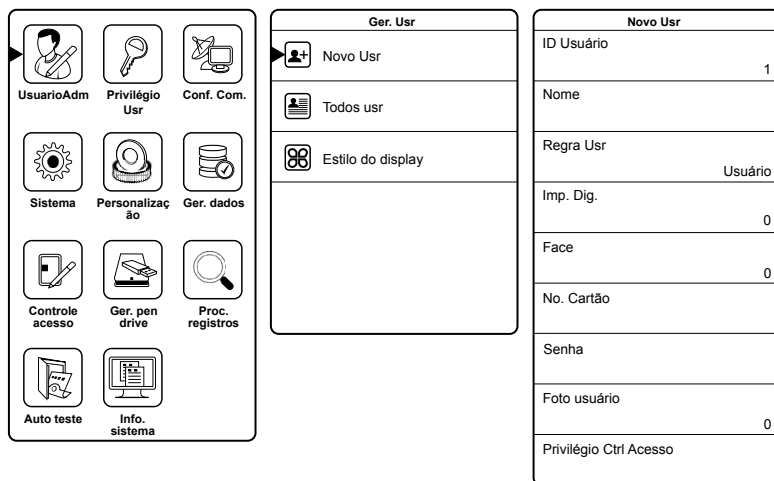 UsuarioAdm
Privilégio
Usr
Conf. Com.
Sistema
Personalizaç
ão
Ger. dados
Controle
acesso
Ger. pen
drive
Proc.
registros
Auto teste
Info.
sistema
Ger. Usr
Novo Usr
Todos usr
Estilo do display
Novo Usr
ID Usuário
1
Nome
Regra Usr
Usuário
Imp. Dig.
0
Face
0
No. Cartão
Senha
Foto usuário
0
Privilégio Ctrl Acesso